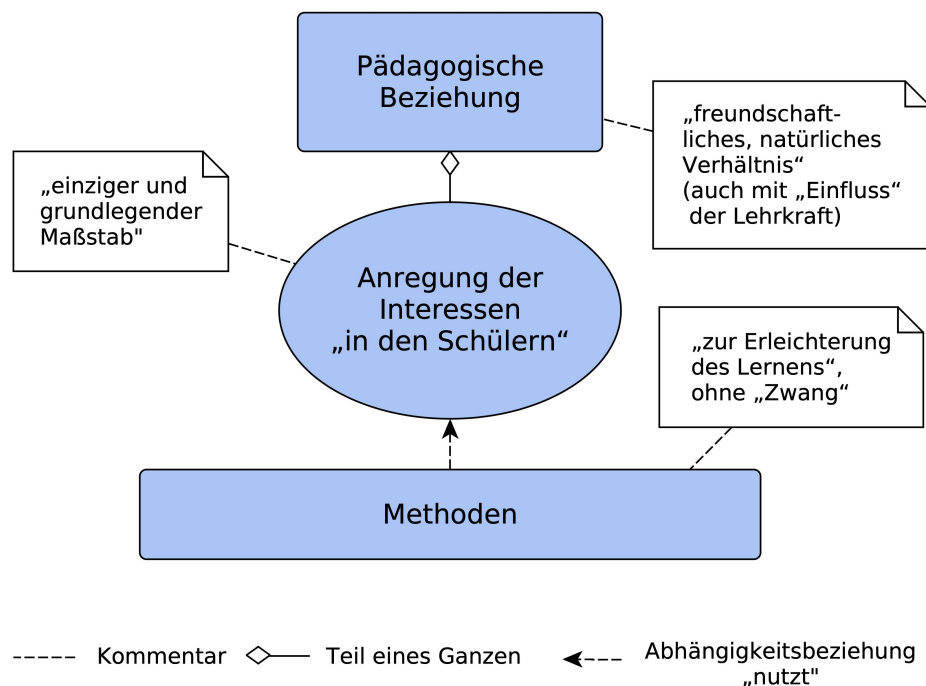 Pädagogische
Beziehung
„freundschaft-
liches, natürliches
Verhältnis“
(auch mit „Einfluss“
der Lehrkraft)
„einziger und
grundlegender
Maßstab"
Anregung der
Interessen
„in den Schülern“
„zur Erleichterung
des Lernens“,
ohne „Zwang“
Methoden
Kommentar
Teil eines Ganzen
Abhängigkeitsbeziehung
„nutzt"